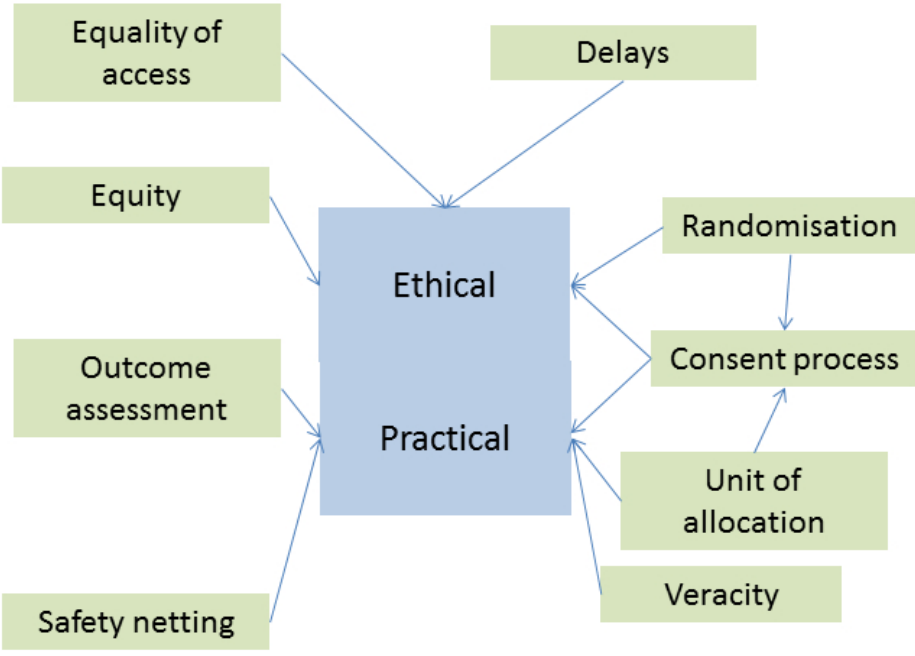 Equality of
access
Delays
Equity
Randomisation
Ethical
Consent process
Outcome
assessment
Practical
Unit of
allocation
Veracity
Safety netting